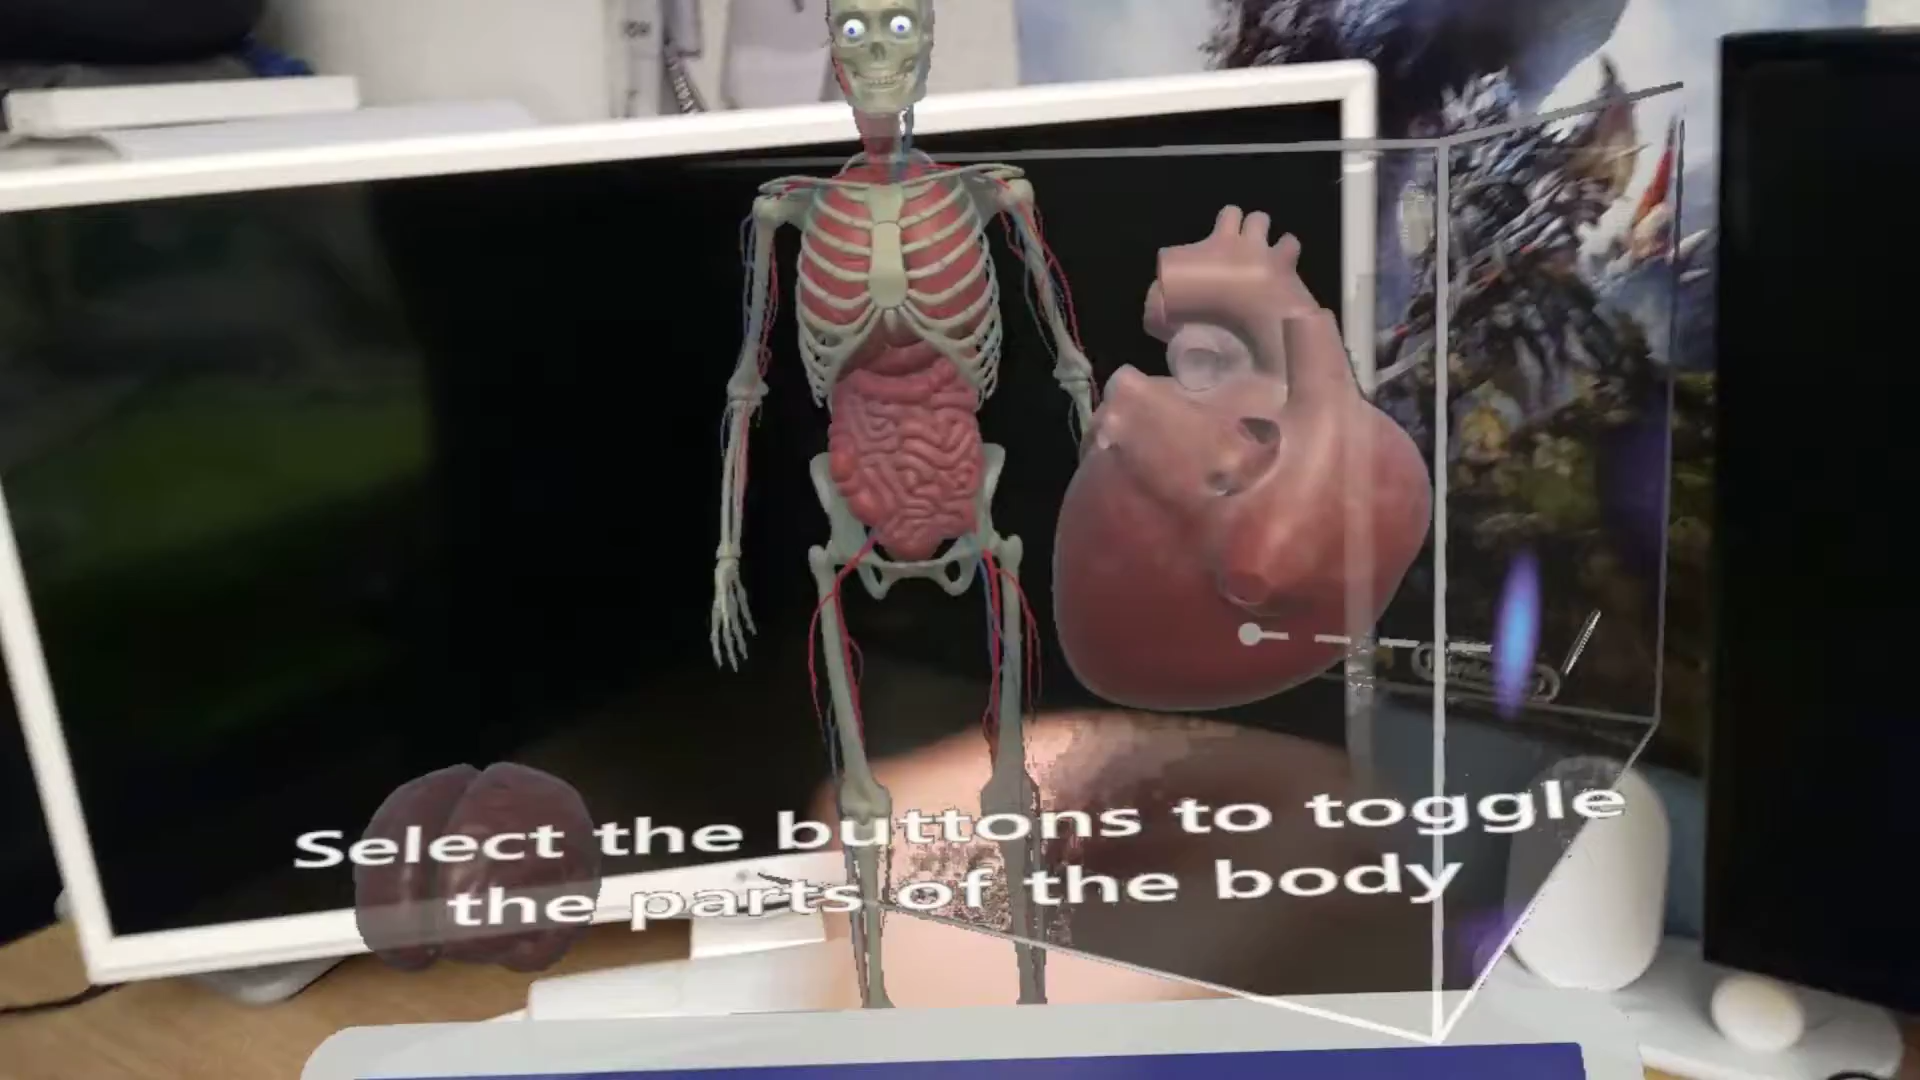 Select the buttons to toggle
the parts of the body